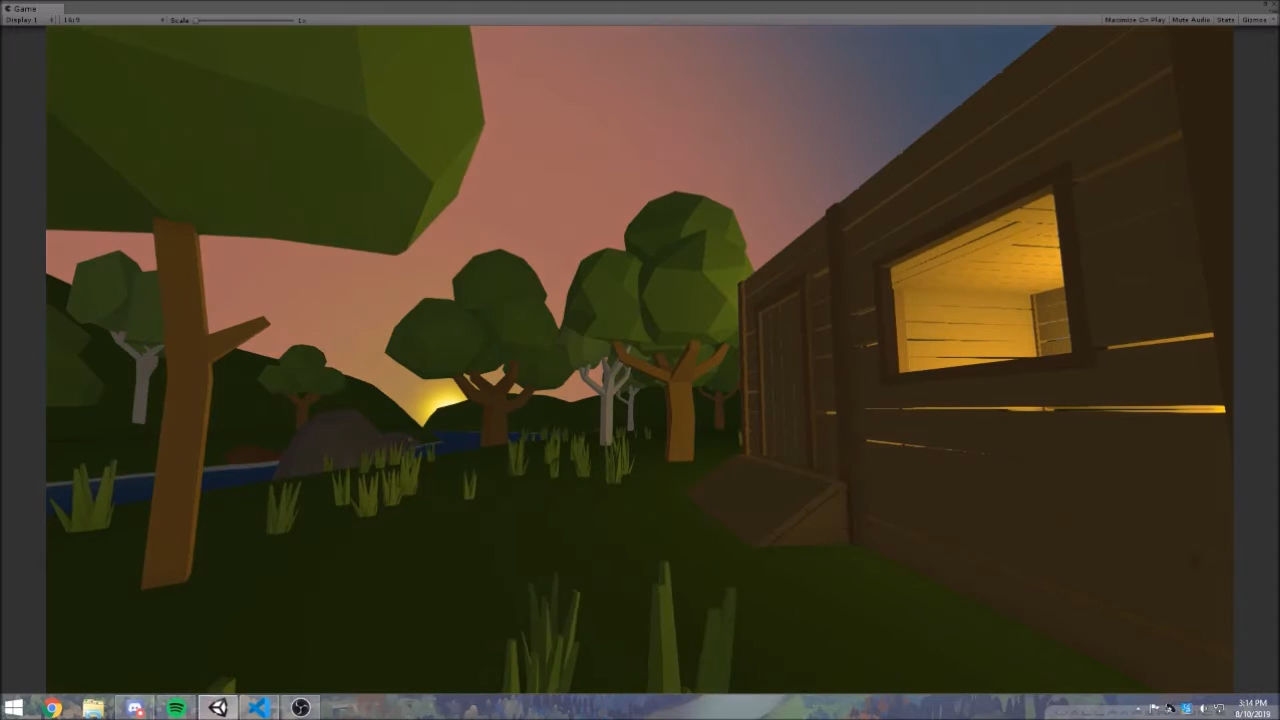 Game
Display 1 16:9 Scale 1x Maximize On Play Mute Audio Stats Gizmos
3:14 PM
8/10/2019